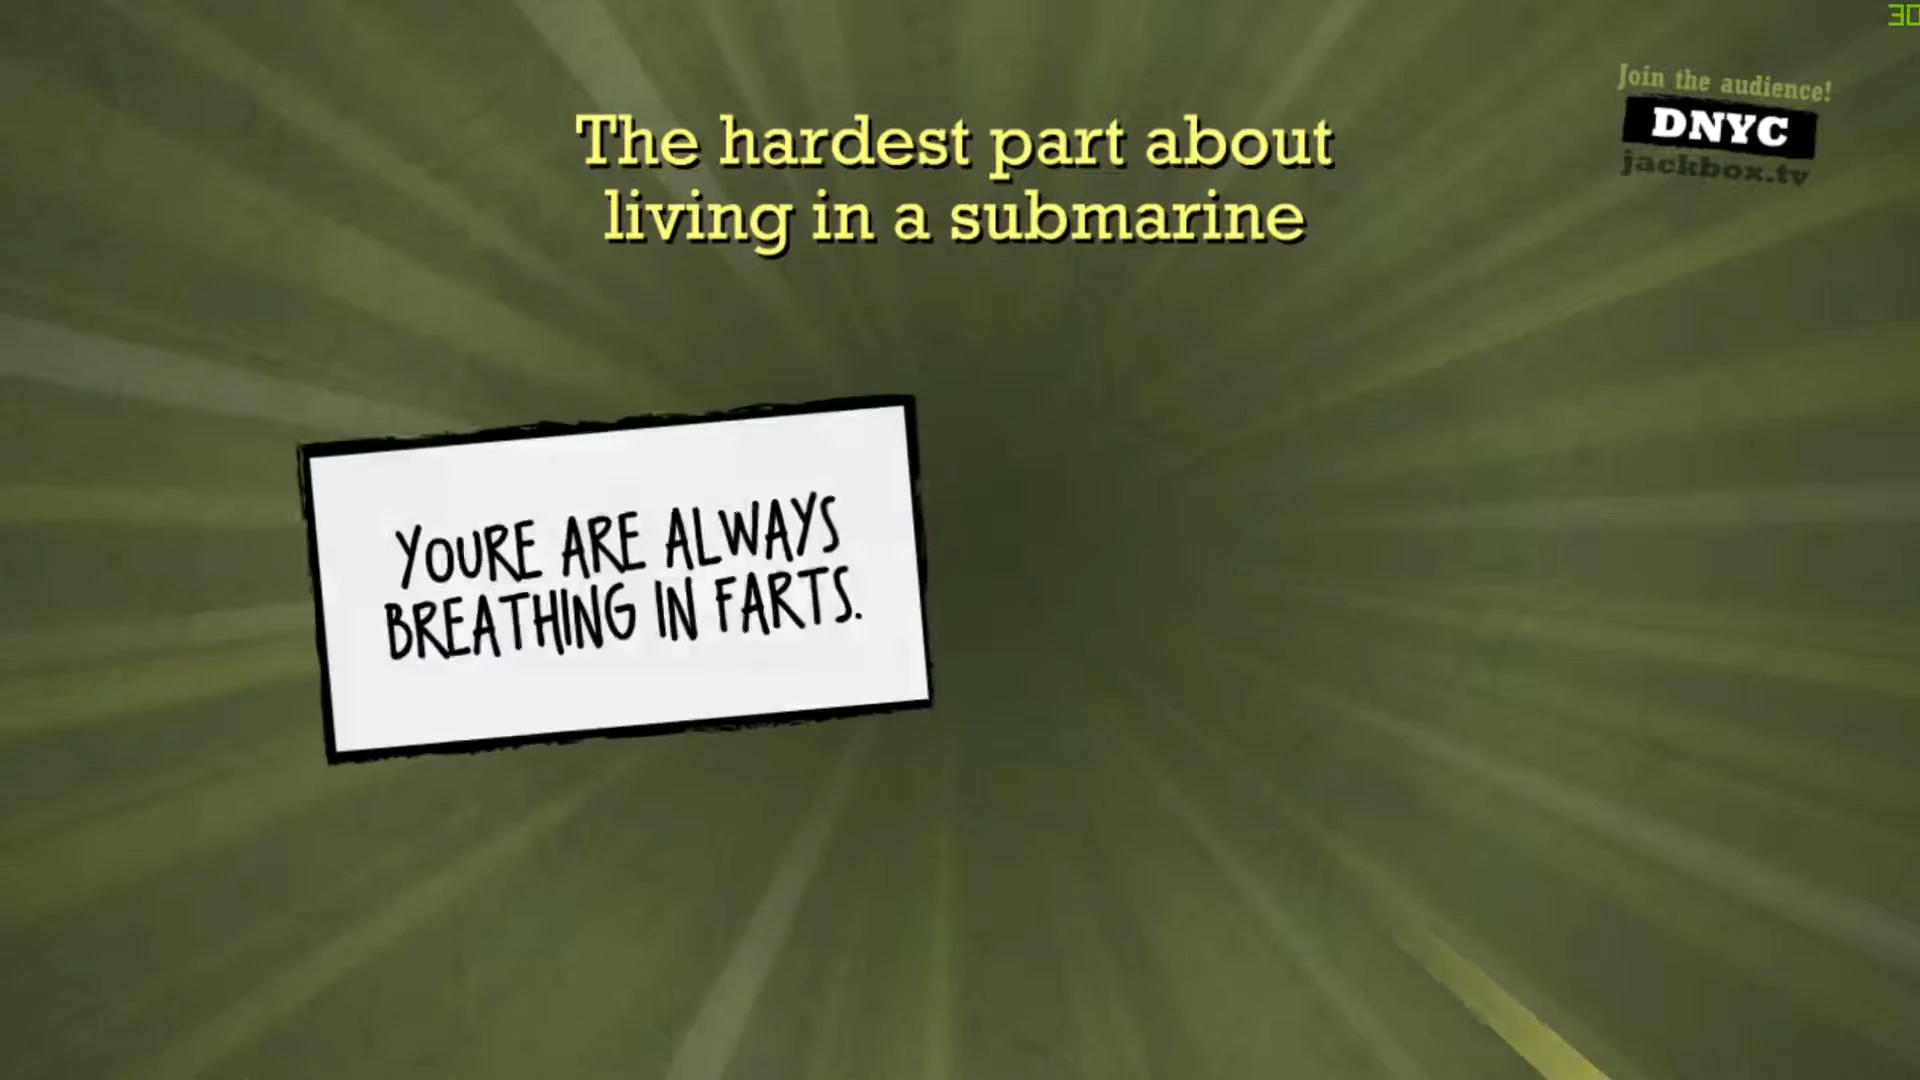 30
Join the audience!
DNYC
jackbox.tv
The hardest part about
living in a submarine
YOURE ARE ALWAYS
BREATHING IN FARTS.